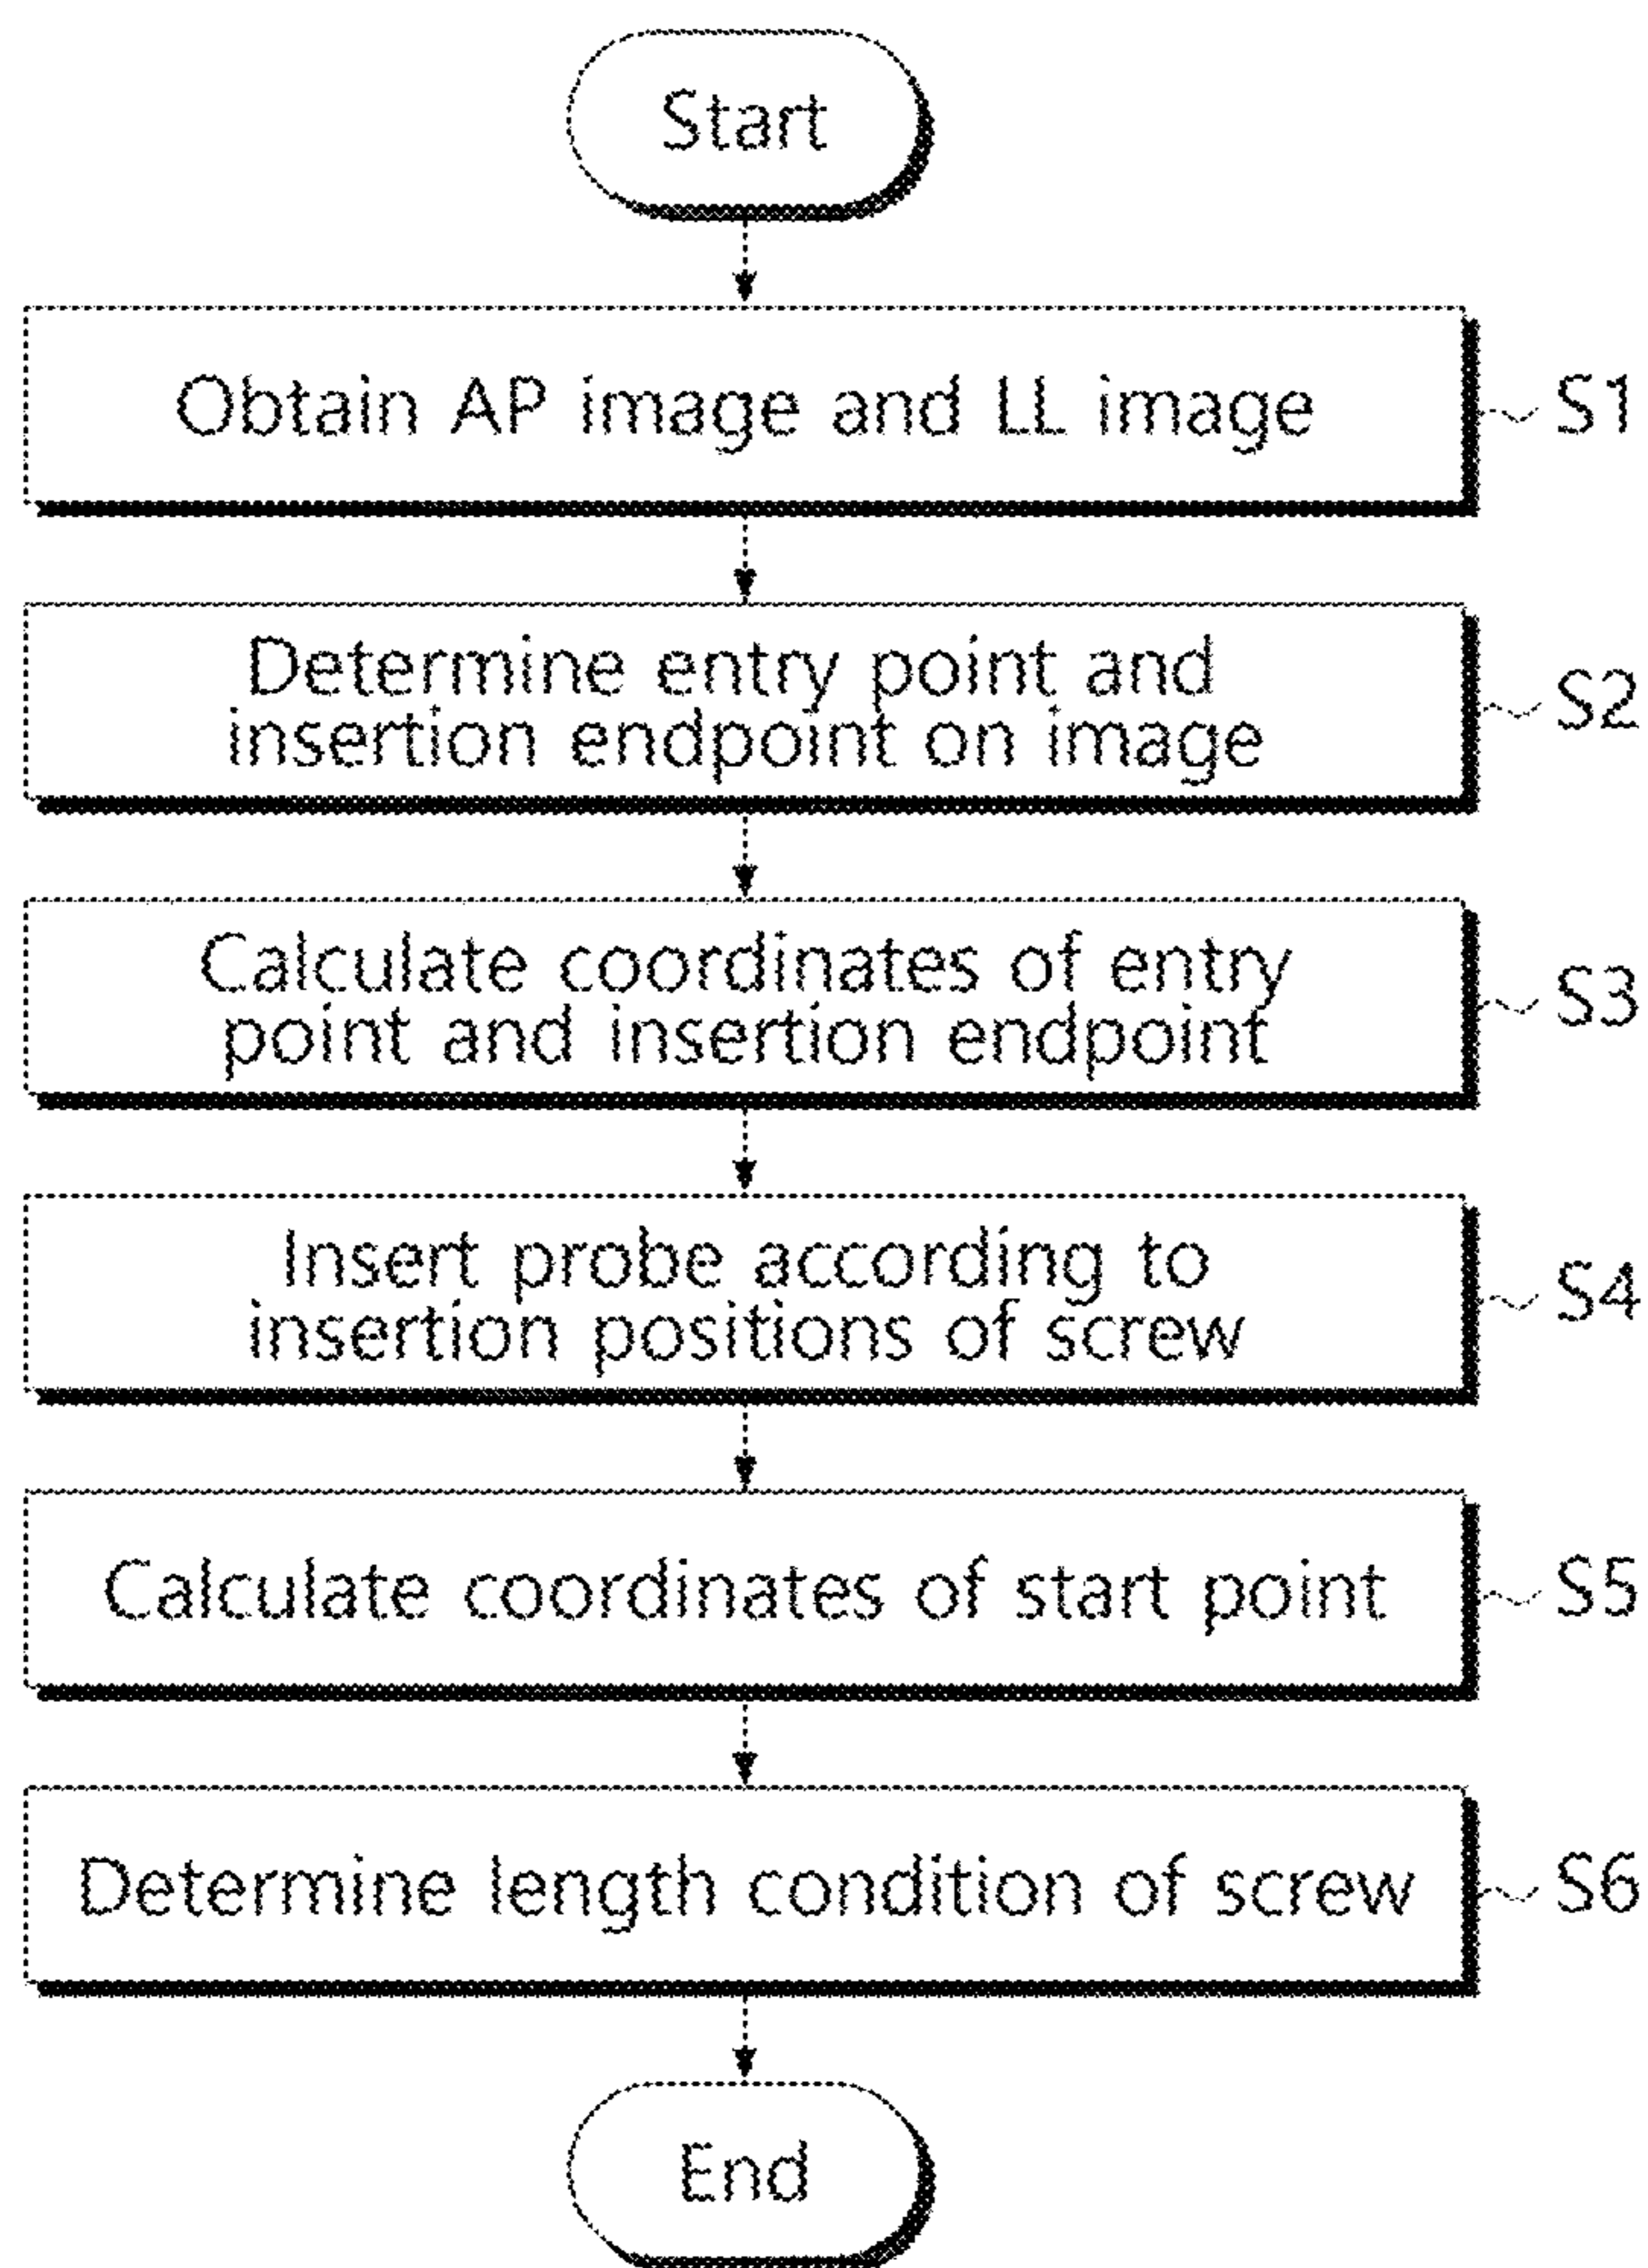 Start
Obtain AP image and LL image
S1
Determine entry point and
insertion endpoint on image
S2
Calculate coordinates of entry
point and insertion endpoint
S3
Insert probe according to
insertion positions of screw
S4
Calculate coordinates of start point
S5
Determine length condition of screw
S6
End